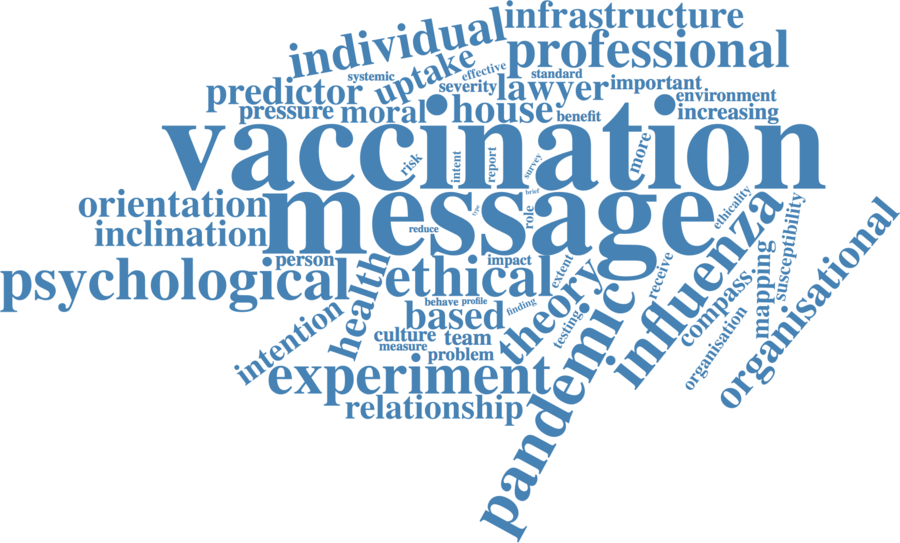 infrastructure
individual
professional
systemic
uptake
effective
standard
predictor
severity
lawyer
important
environment
pressure
moral
house
benefit
increasing
vaccination
risk
intent
report
survey
more
orientation
message
brief
type
role
ethicality
inclination
reduce
psychological
person
health
ethical
impact
extent
receive
influenza
susceptibility
organisational
behave
profile
finding
theory
pandemic
compass
mapping
intention
based
testing
organisation
culture
team
measure
problem
experiment
relationship